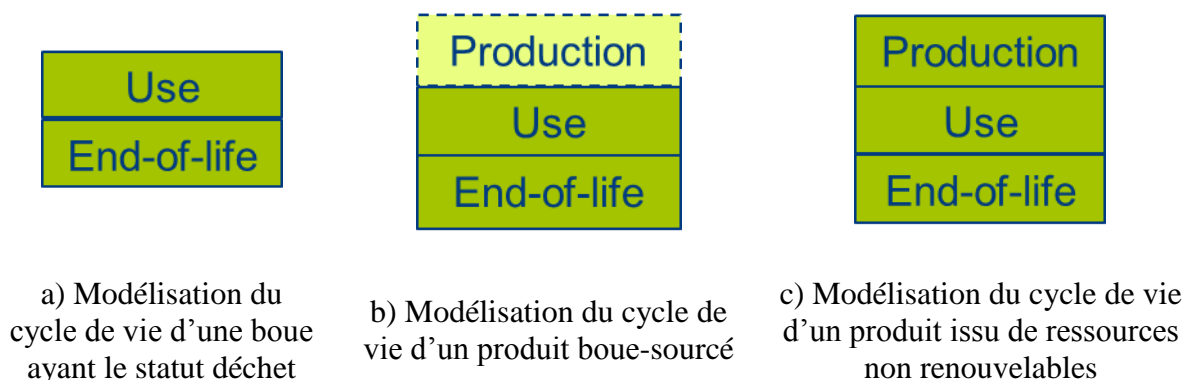 Use
End-of-life
a) Modélisation du
cycle de vie d’une boue
ayant le statut déchet
Production
Use
End-of-life
b) Modélisation du cycle de
vie d’un produit boue-sourcé
Production
Use
End-of-life
c) Modélisation du cycle de vie
d’un produit issu de ressources
non renouvelables